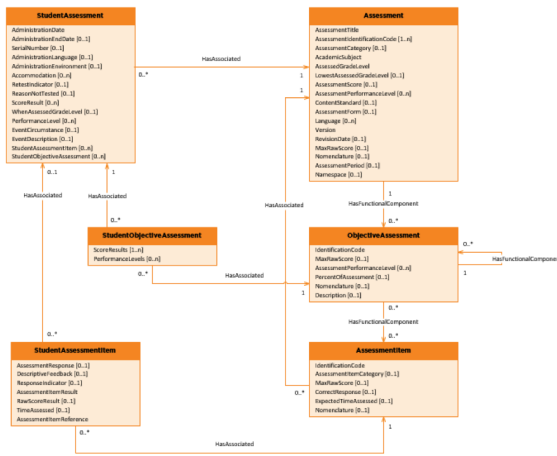 StudentAssessment
AdministrationDate
AdministrationEndDate [0..1]
SerialNumber [0..1]
AdministrationLanguage [0..1]
AdministrationEnvironment [0..1]
Accommodation [0..n]
RetestIndicator [0..1]
ReasonNotTested [0..1]
ScoreResult [0..n]
WhenAssessedGradeLevel [0..1]
PerformanceLevel [0..n]
EventCircumstance [0..1]
EventDescription [0..1]
StudentAssessmentItem [0..n]
StudentObjectiveAssessment [0..n]
Assessment
AssessmentTitle
AssessmentIdentificationCode [1..n]
AssessmentCategory [0..1]
AcademicSubject
AssessedGradeLevel
LowestAssessedGradeLevel [0..1]
AssessmentScore [0..1]
AssessmentPerformanceLevel [0..n]
ContentStandard [0..1]
AssessmentForm [0..1]
Language [0..n]
Version
RevisionDate [0..1]
MaxRawScore [0..1]
Nomenclature [0..1]
AssessmentPeriod [0..1]
Namespace [0..1]
HasAssociated
0..*
1
1
0..1
1
HasAssociated
HasAssociated
0..*
HasAssociated
1
HasFunctionalComponent
0..*
StudentObjectiveAssessment
ScoreResults [1..n]
PerformanceLevels [0..n]
0..*
HasAssociated
1
ObjectiveAssessment
IdentificationCode
MaxRawScore [0..1]
AssessmentPerformanceLevel [0..n]
PercentOfAssessment [0..1]
Nomenclature [0..1]
Description [0..1]
0..*
HasFunctionalCompone
1
0..*
HasFunctionalComponent
0..*
0..*
StudentAssessmentItem
AssessmentResponse [0..1]
DescriptiveFeedback [0..1]
ResponseIndicator [0..1]
AssessmentItemResult
RawScoreResult [0..1]
TimeAssessed [0..1]
AssessmentItemReference
AssessmentItem
IdentificationCode
AssessmentItemCategory [0..1]
MaxRawScore [0..1]
CorrectResponse [0..1]
ExpectedTimeAssessed [0..1]
Nomenclature [0..1]
0..*
0..*
1
HasAssociated